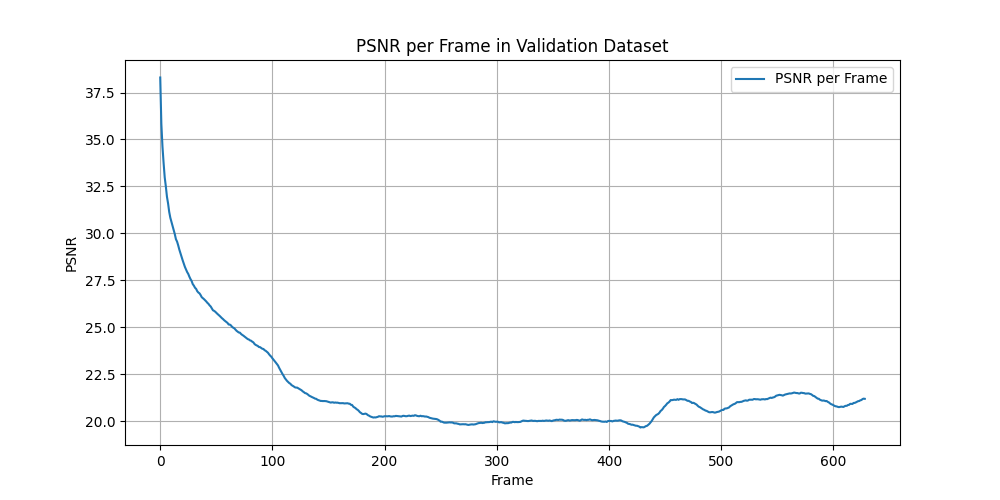 PSNR per Frame in Validation Dataset
PSNR per Frame
PSNR
37.5
35.0
32.5
30.0
27.5
25.0
22.5
20.0
0 100 200 300 400 500 600
Frame